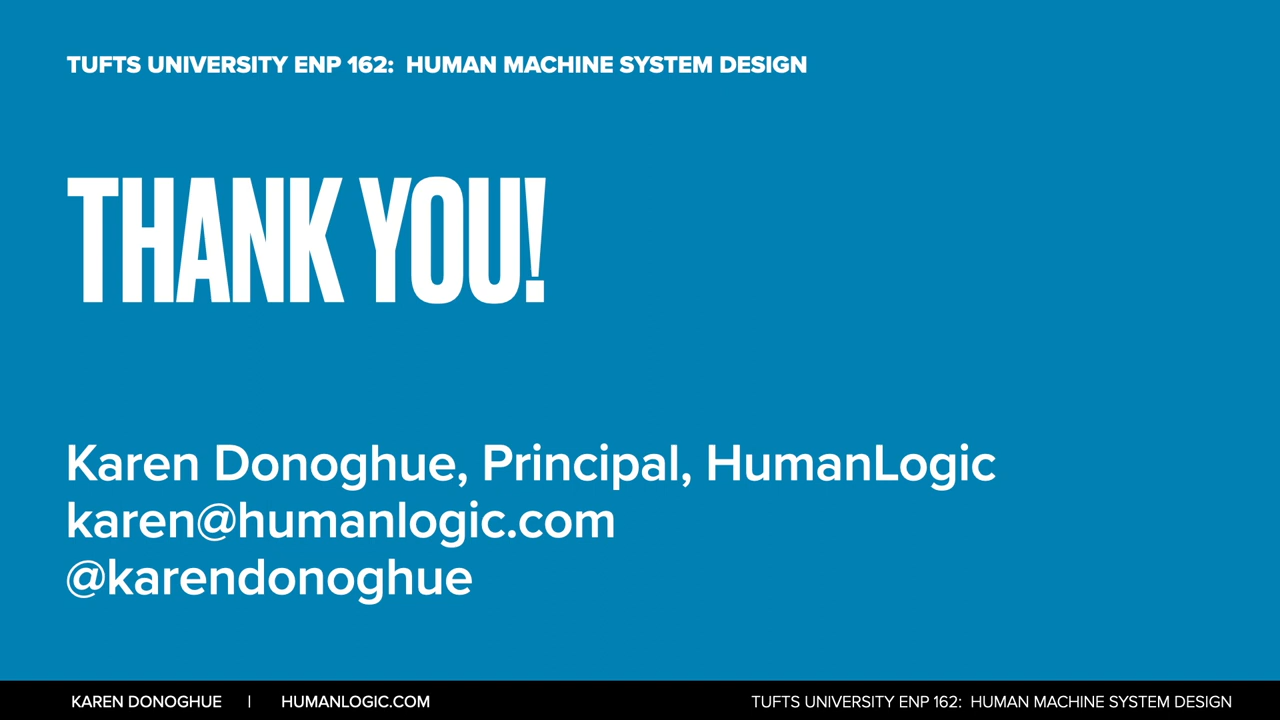 TUFTS UNIVERSITY ENP 162: HUMAN MACHINE SYSTEM DESIGN
THANK YOU!
Karen Donoghue, Principal, HumanLogic
karen@humanlogic.com
@karendonoghue
KAREN DONOGHUE | HUMANLOGIC.COM TUFTS UNIVERSITY ENP 162: HUMAN MACHINE SYSTEM DESIGN